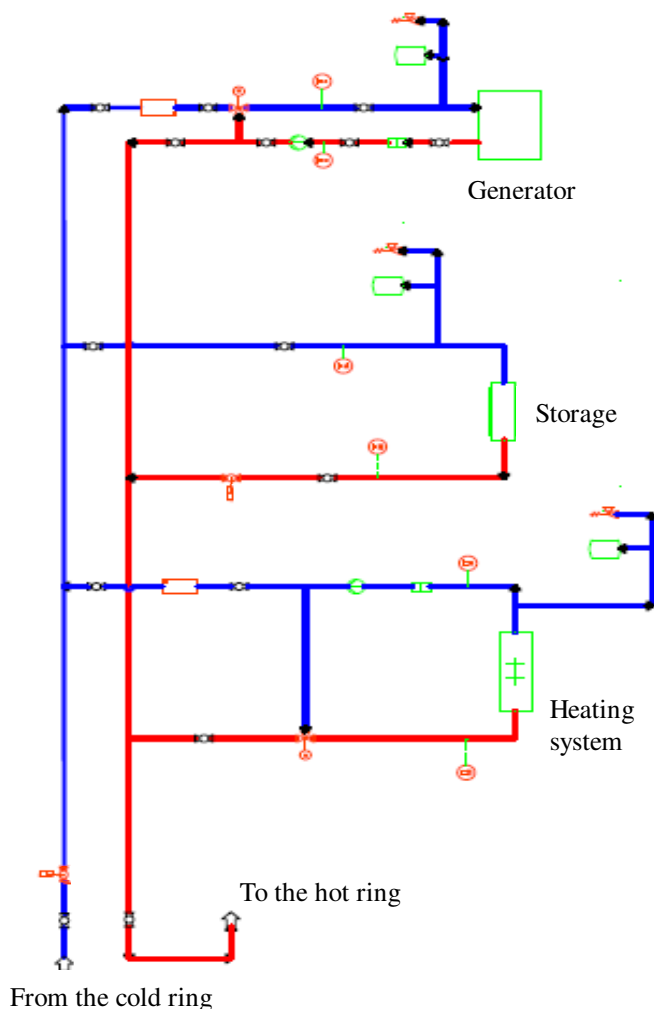 Generator
Storage
Heating
system
To the hot ring
From the cold ring